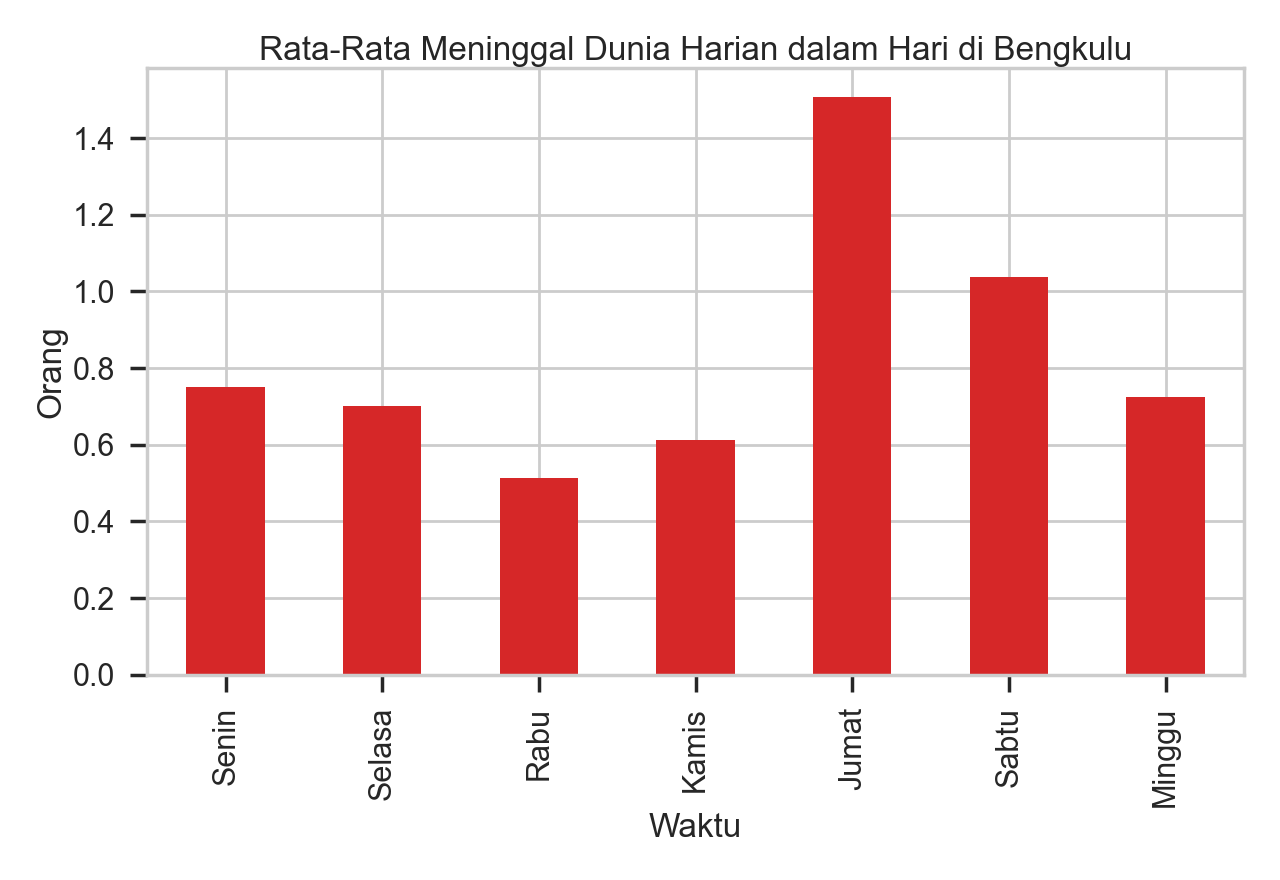 Rata-Rata Meninggal Dunia Harian dalam Hari di Bengkulu
1.4
1.2
1.0
0.8
0.6
0.4
0.2
0.0
Orang
Senin
Selasa
Rabu
Kamis
Jumat
Sabtu
Minggu
Waktu